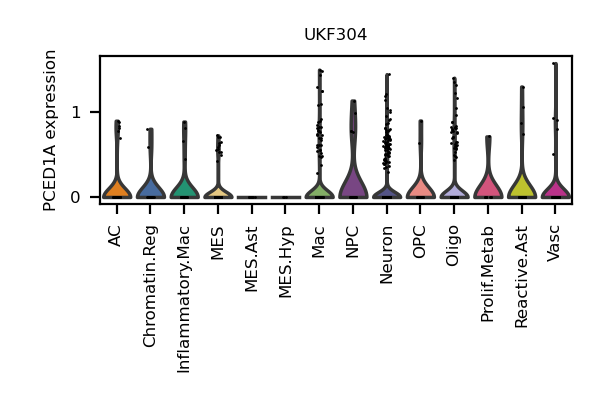 UKF304
PCED1A expression
1
0
AC
Chromatin.Reg
Inflammatory.Mac
MES
MES.Ast
MES.Hyp
Mac
NPC
Neuron
OPC
Oligo
Prolif.Metab
Reactive.Ast
Vasc